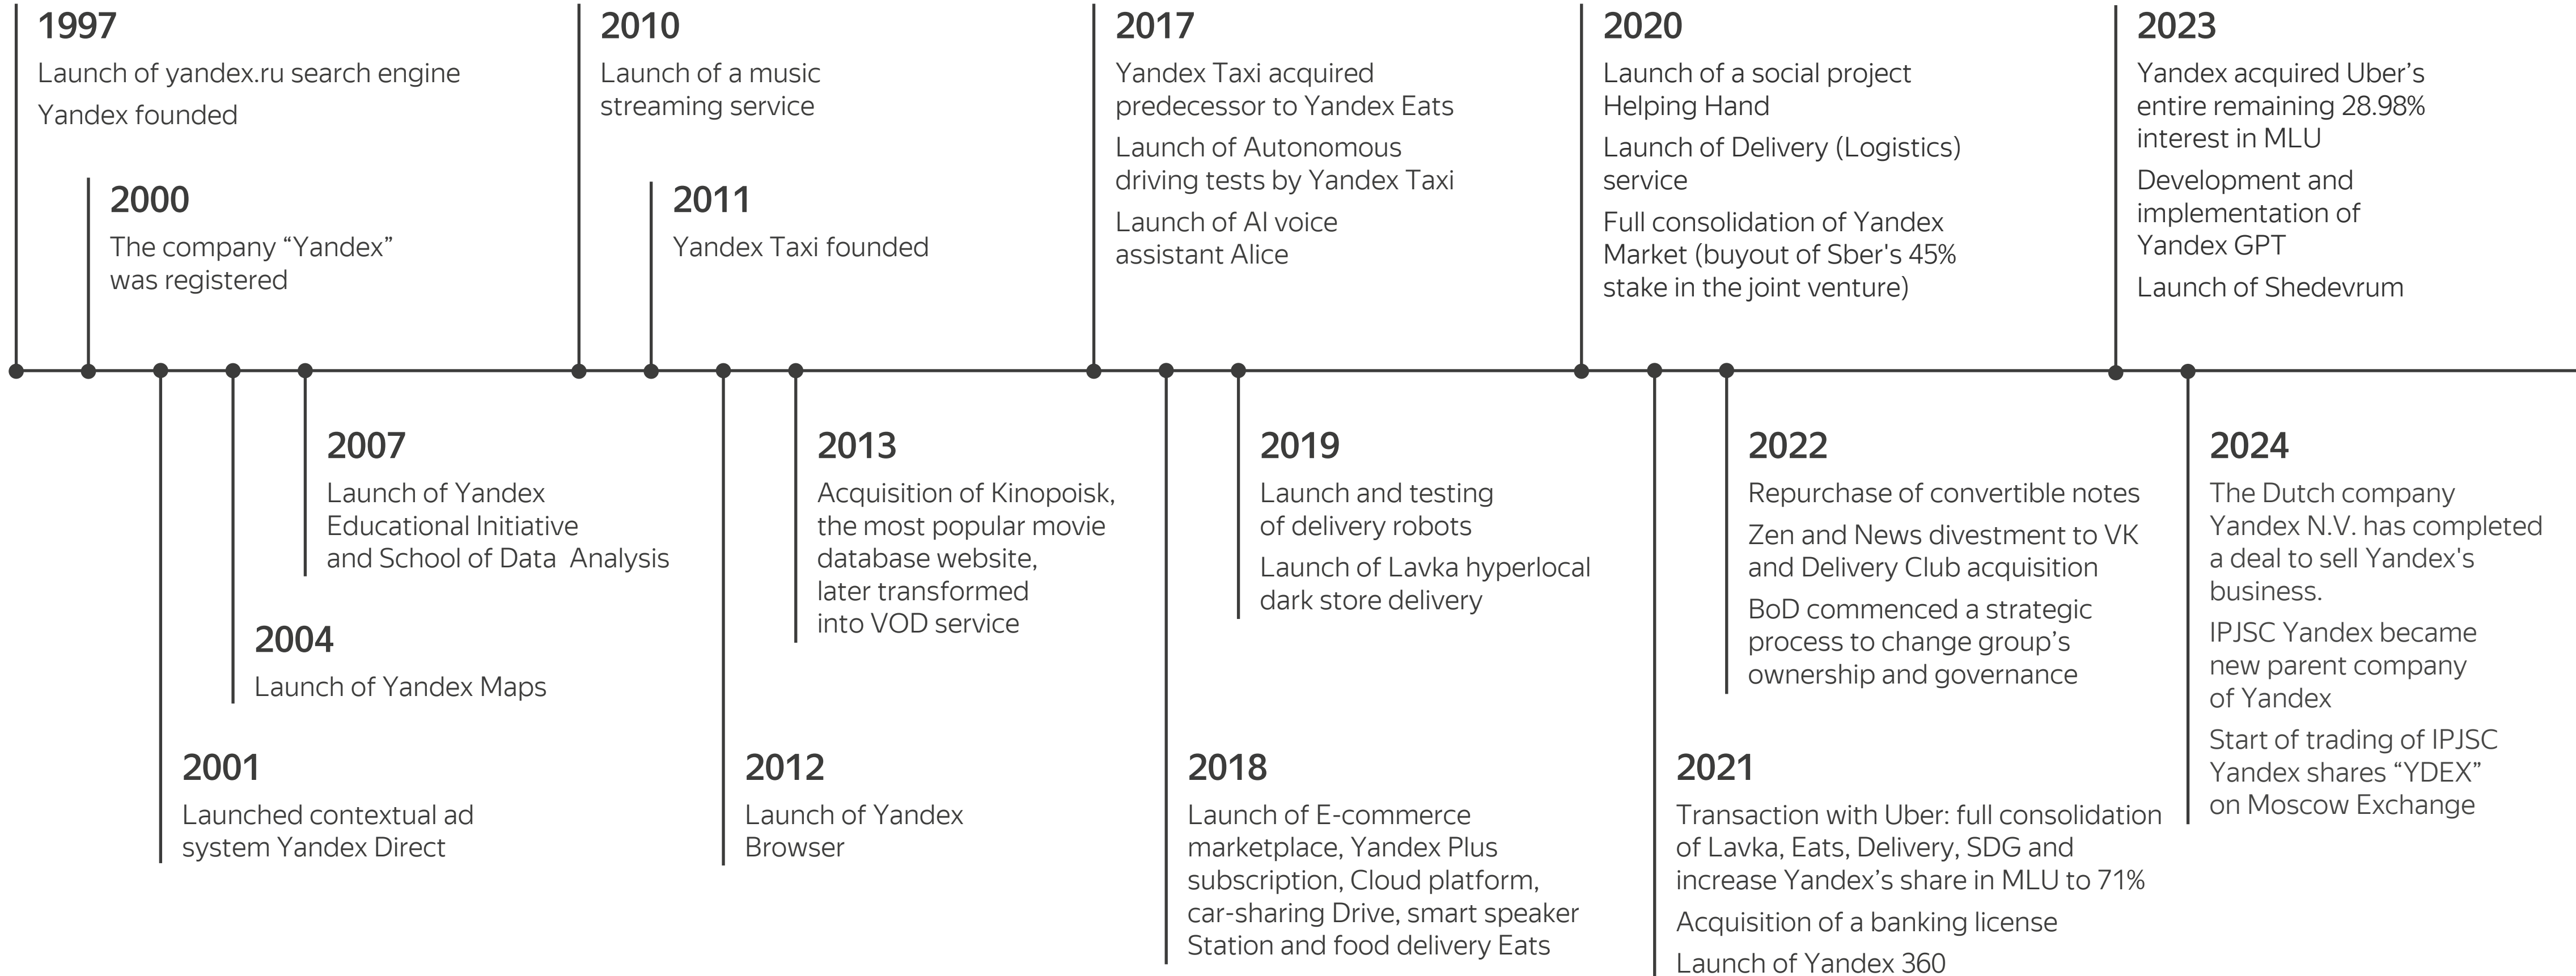 1997
Launch of yandex.ru search engine
Yandex founded
2000
The company “Yandex”
was registered
2001
Launched contextual ad
system Yandex Direct
2004
Launch of Yandex Maps
2007
Launch of Yandex
Educational Initiative
and School of Data Analysis
2010
Launch of a music
streaming service
2011
Yandex Taxi founded
2012
Launch of Yandex
Browser
2013
Acquisition of Kinopoisk,
the most popular movie
database website,
later transformed
into VOD service
2017
Yandex Taxi acquired
predecessor to Yandex Eats
Launch of Autonomous
driving tests by Yandex Taxi
Launch of AI voice
assistant Alice
2018
Launch of E-commerce
marketplace, Yandex Plus
subscription, Cloud platform,
car-sharing Drive, smart speaker
Station and food delivery Eats
2019
Launch and testing
of delivery robots
Launch of Lavka hyperlocal
dark store delivery
2020
Launch of a social project
Helping Hand
Launch of Delivery (Logistics)
service
Full consolidation of Yandex
Market (buyout of Sber's 45%
stake in the joint venture)
2021
Transaction with Uber: full consolidation
of Lavka, Eats, Delivery, SDG and
increase Yandex’s share in MLU to 71%
Acquisition of a banking license
Launch of Yandex 360
2022
Repurchase of convertible notes
Zen and News divestment to VK
and Delivery Club acquisition
BoD commenced a strategic
process to change group’s
ownership and governance
2023
Yandex acquired Uber’s
entire remaining 28.98%
interest in MLU
Development and
implementation of
Yandex GPT
Launch of Shedevrum
2024
The Dutch company
Yandex N.V. has completed
a deal to sell Yandex's
business.
IPJSC Yandex became
new parent company
of Yandex
Start of trading of IPJSC
Yandex shares “YDEX”
on Moscow Exchange